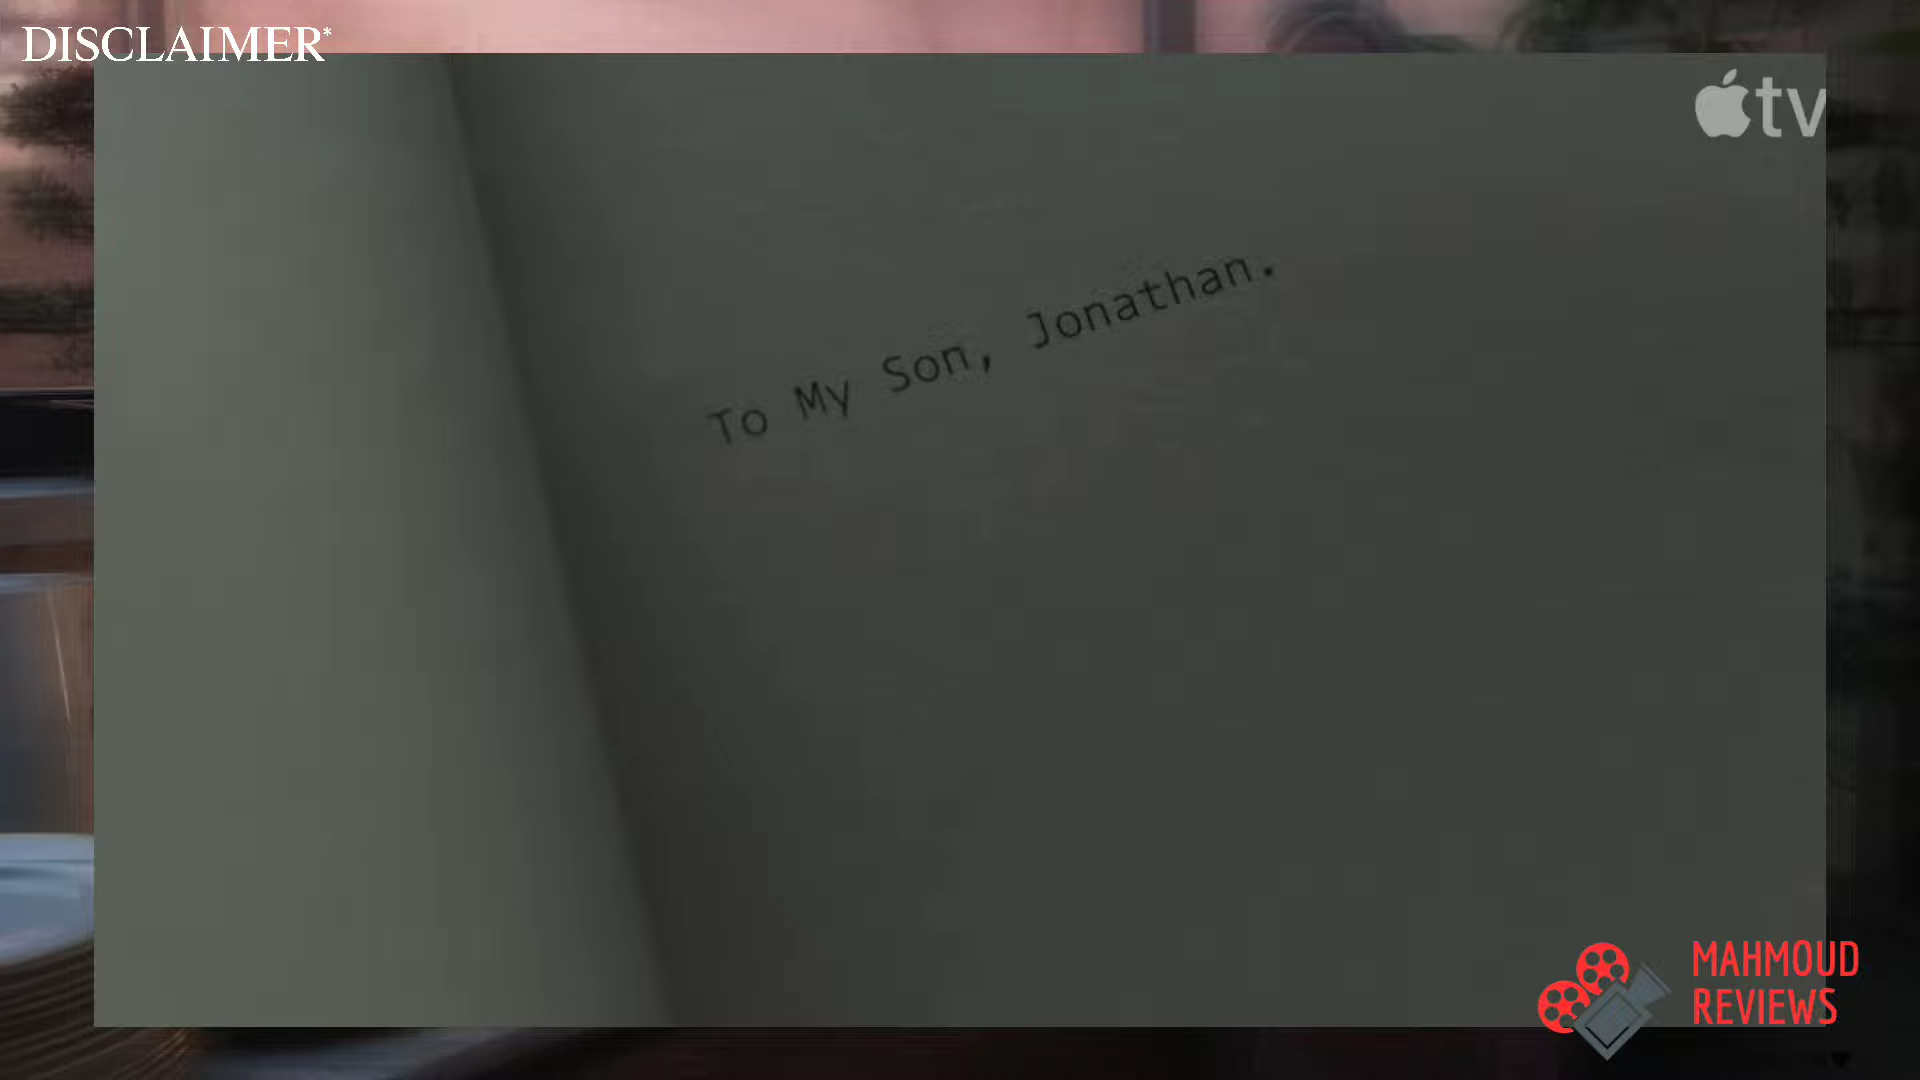 DISCLAIMER*
tv
To My Son, Jonathan.
MAHMOUD
REVIEWS